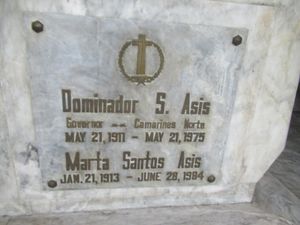 Dominador S. Asis
Governor -- Camarines Norte
MAY 21, 1911 - MAY 21, 1975
Marta Santos Asis
JAN. 21, 1913 - JUNE 28, 1984